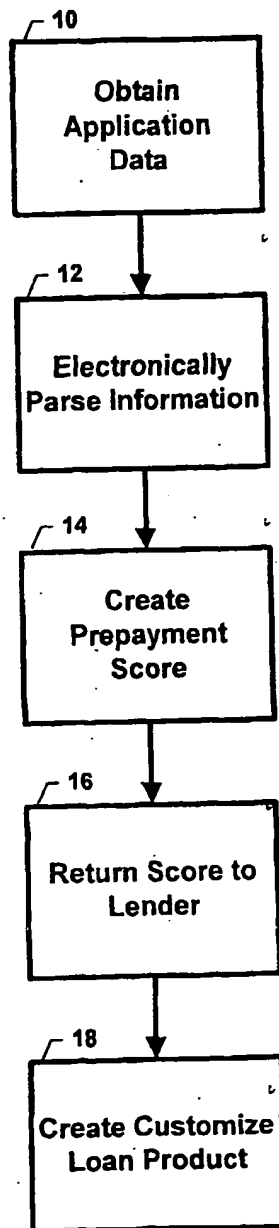 10
Obtain
Application
Data
12
Electronically
Parse Information
14
Create
Prepayment
Score
16
Return Score to
Lender
18
Create Customize
Loan Product